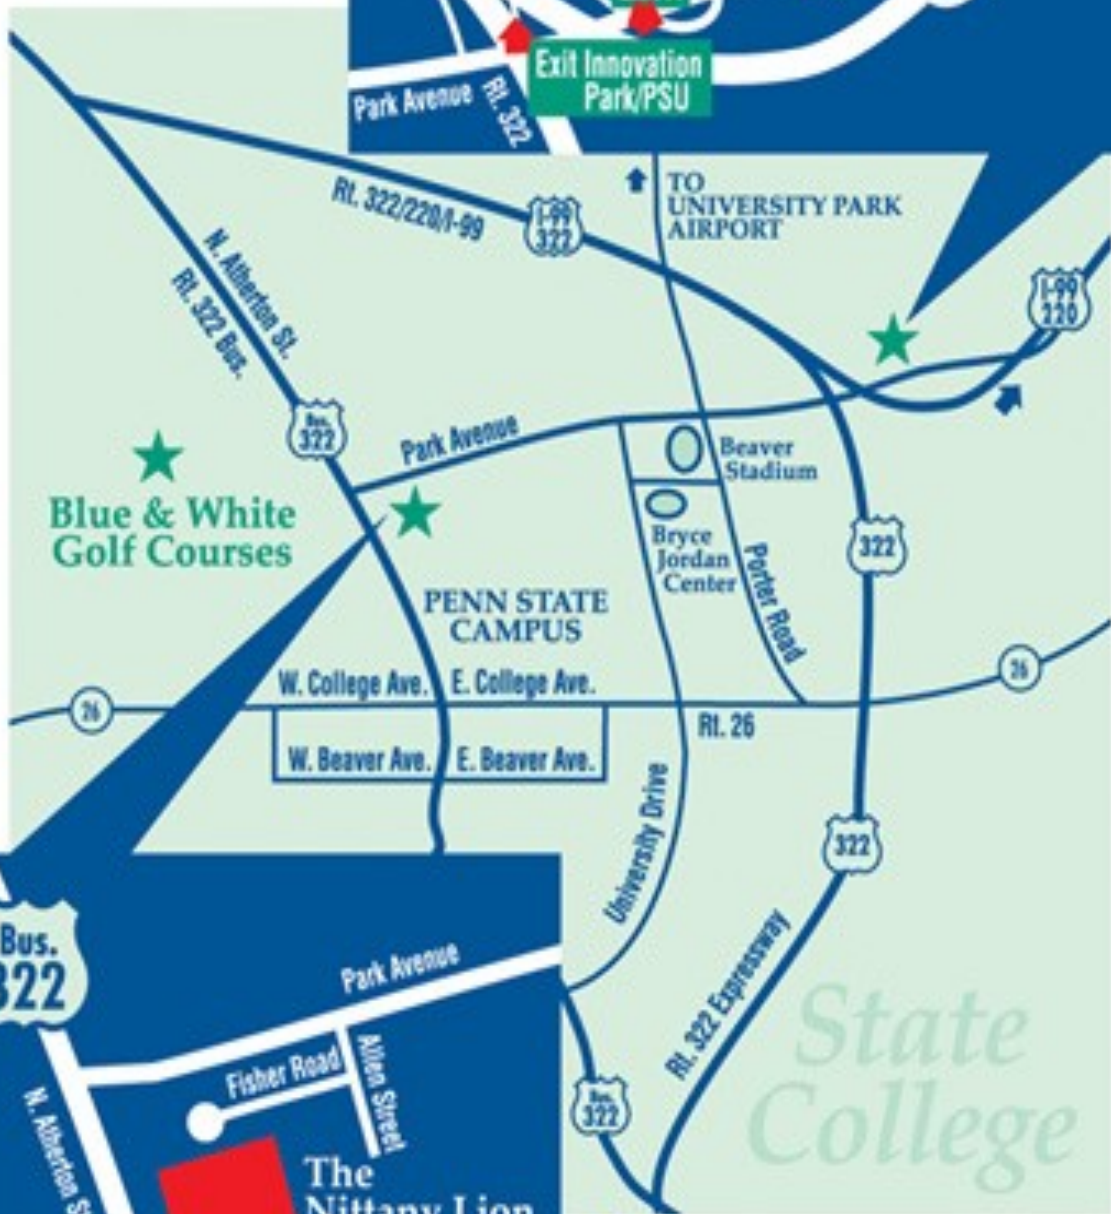 Exit Innovation
Park/PSU
Park Avenue
Rt. 322
TO
UNIVERSITY PARK
AIRPORT
Rt. 322/220/I-99
I-99
322
N. Atherton St.
Rt. 322 Bus.
I-99
220
Bus.
322
Park Avenue
Beaver
Stadium
Blue & White
Golf Courses
Bryce
Jordan
Center
Porter Road
322
PENN STATE
CAMPUS
26
W. College Ave.
E. College Ave.
26
Rt. 26
W. Beaver Ave.
E. Beaver Ave.
University Drive
322
Rt. 322 Expressway
State
College
Bus.
322
Bus.
322
Park Avenue
Fisher Road
Allen Street
N. Atherton S
The
Nittany Lion